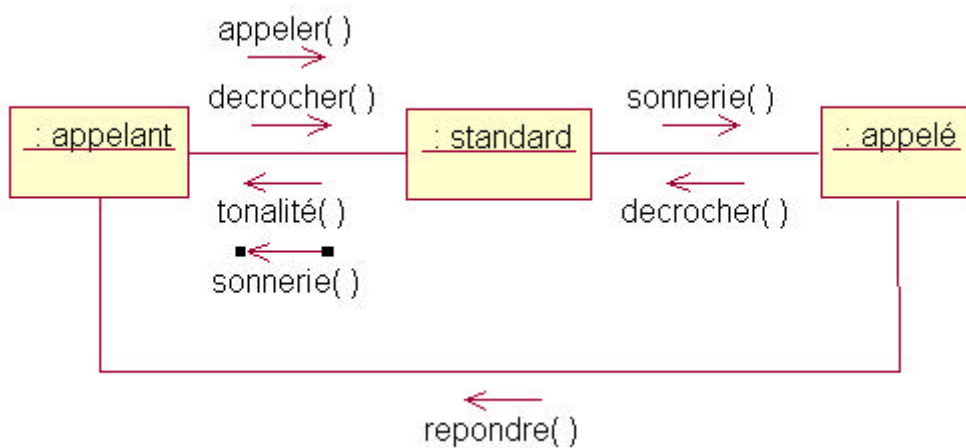 appeler( )
decrocher( )
sonnerie( )
: appelant
: standard
: appelé
tonalité( )
decrocher( )
sonnerie( )
repondre( )